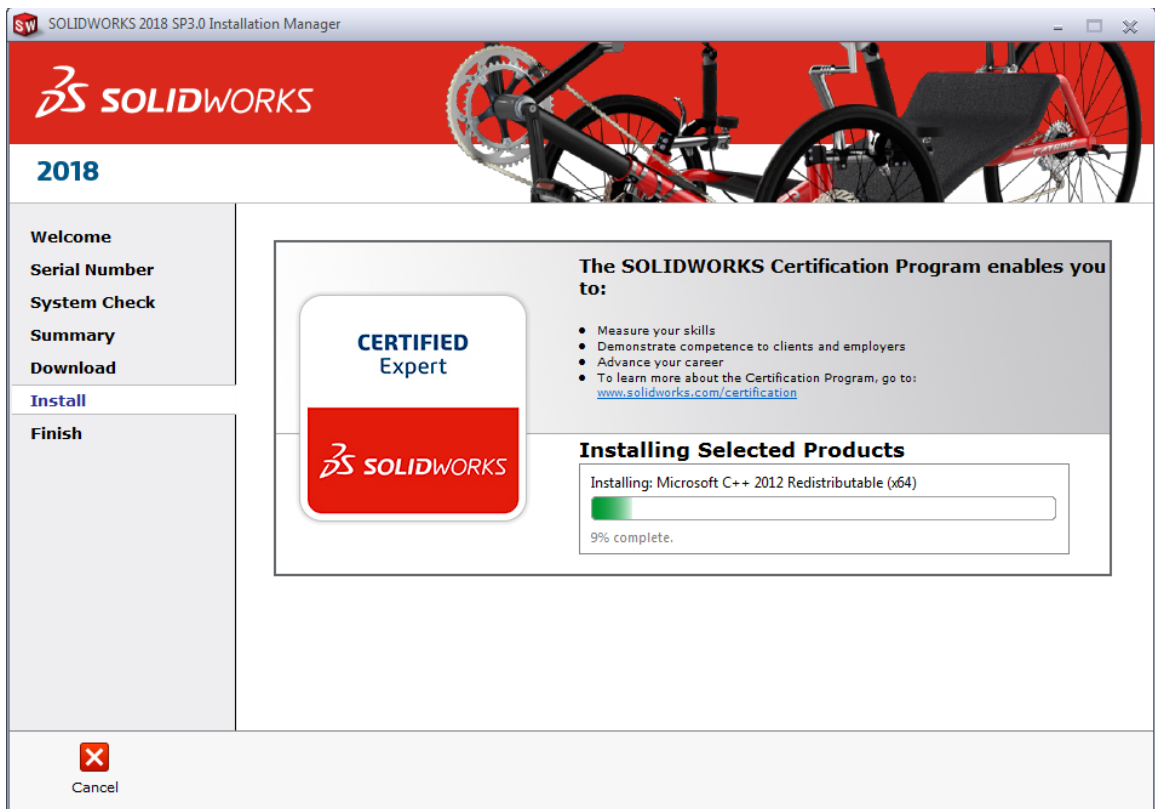 SW SOLIDWORKS 2018 SP3.0 Installation Manager
SOLIDWORKS
CATRIKE
2018
Welcome
Serial Number
System Check
Summary
Download
Install
Finish
CERTIFIED
Expert
SOLIDWORKS
The SOLIDWORKS Certification Program enables you
to:
Measure your skills
Demonstrate competence to clients and employers
Advance your career
To learn more about the Certification Program, go to:
www.solidworks.com/certification
Installing Selected Products
Installing: Microsoft C++ 2012 Redistributable (x64)
9% complete.
Cancel